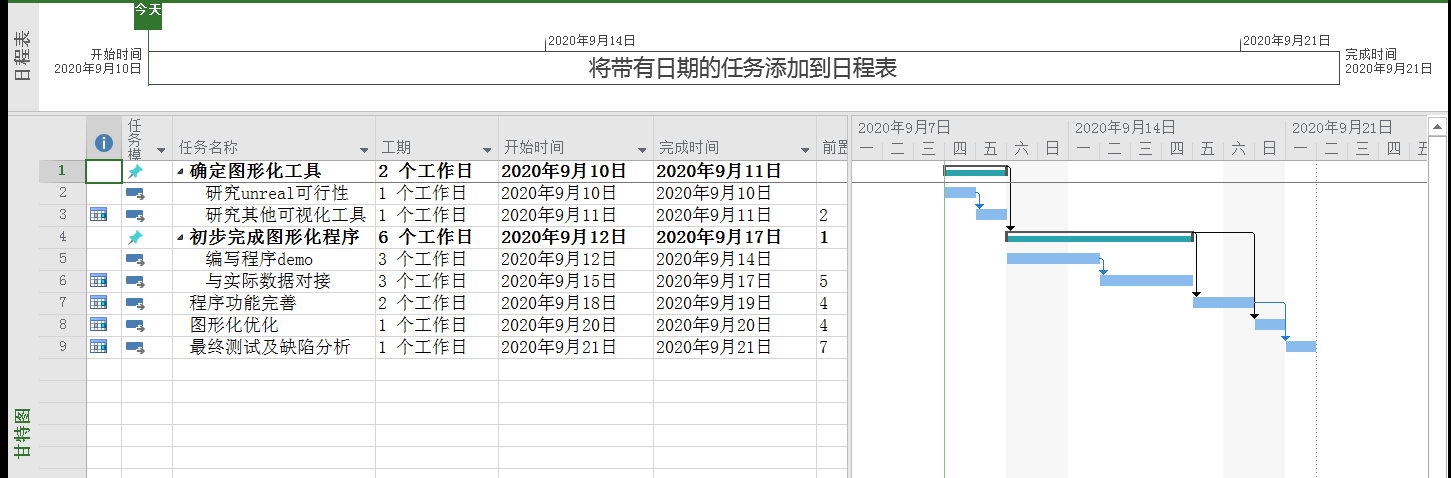 今天
日程表
开始时间
2020年9月10日
2020年9月14日
2020年9月21日
将带有日期的任务添加到日程表
完成时间
2020年9月21日
任务模
任务名称
工期
开始时间
完成时间
前置
2020年9月7日
2020年9月14日
2020年9月21日
一 二 三 四 五 六 日 一 二 三 四 五 六 日 一 二 三 四 五
1 确定图形化工具 2 个工作日 2020年9月10日 2020年9月11日
2 研究unreal可行性 1 个工作日 2020年9月10日 2020年9月10日
3 研究其他可视化工具 1 个工作日 2020年9月11日 2020年9月11日 2
4 初步完成图形化程序 6 个工作日 2020年9月12日 2020年9月17日 1
5 编写程序demo 3 个工作日 2020年9月12日 2020年9月14日
6 与实际数据对接 3 个工作日 2020年9月15日 2020年9月17日 5
7 程序功能完善 2 个工作日 2020年9月18日 2020年9月19日 4
8 图形化优化 1 个工作日 2020年9月20日 2020年9月20日 4
9 最终测试及缺陷分析 1 个工作日 2020年9月21日 2020年9月21日 7
甘特图